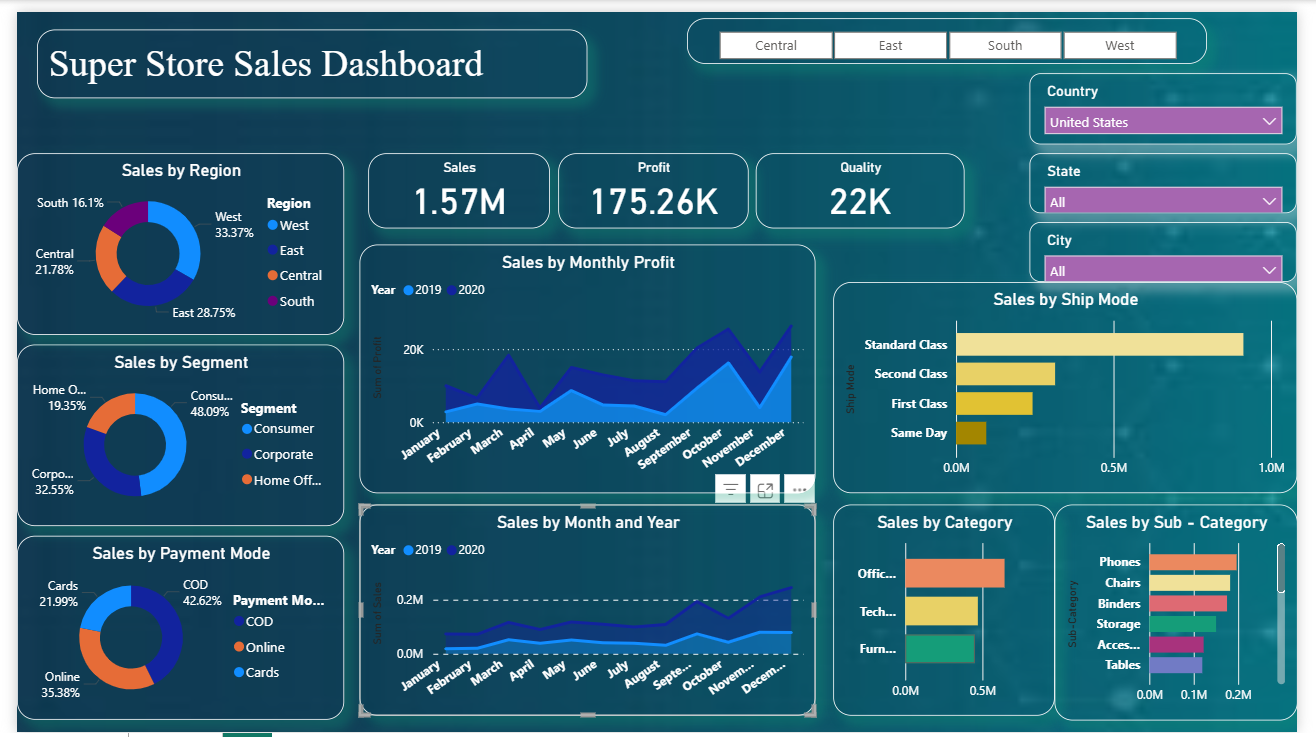 Super Store Sales Dashboard
Central
East
South
West
Country
United States
State
All
City
All
Sales by Region
South 16.1%
West
33.37%
Central
21.78%
East 28.75%
Region
West
East
Central
South
Sales
1.57M
Profit
175.26K
Quality
22K
Sales by Monthly Profit
Year 2019 2020
Sum of Profit
20K
0K
January
February
March
April
May
June
July
August
September
October
November
December
Sales by Ship Mode
Ship Mode
Standard Class
Second Class
First Class
Same Day
0.0M
0.5M
1.0M
Sales by Segment
Home O...
19.35%
Consu...
48.09%
Corpo...
32.55%
Segment
Consumer
Corporate
Home Off...
Sales by Month and Year
Year 2019 2020
Sum of Sales
0.2M
0.0M
January
February
March
April
May
June
July
August
Septe...
October
Novem...
Decem...
Sales by Payment Mode
Cards
21.99%
COD
42.62%
Online
35.38%
Payment Mo...
COD
Online
Cards
Sales by Category
Offic...
Tech...
Furn...
0.0M
0.5M
Sales by Sub - Category
Sub-Category
Phones
Chairs
Binders
Storage
Acces...
Tables
0.0M
0.1M
0.2M